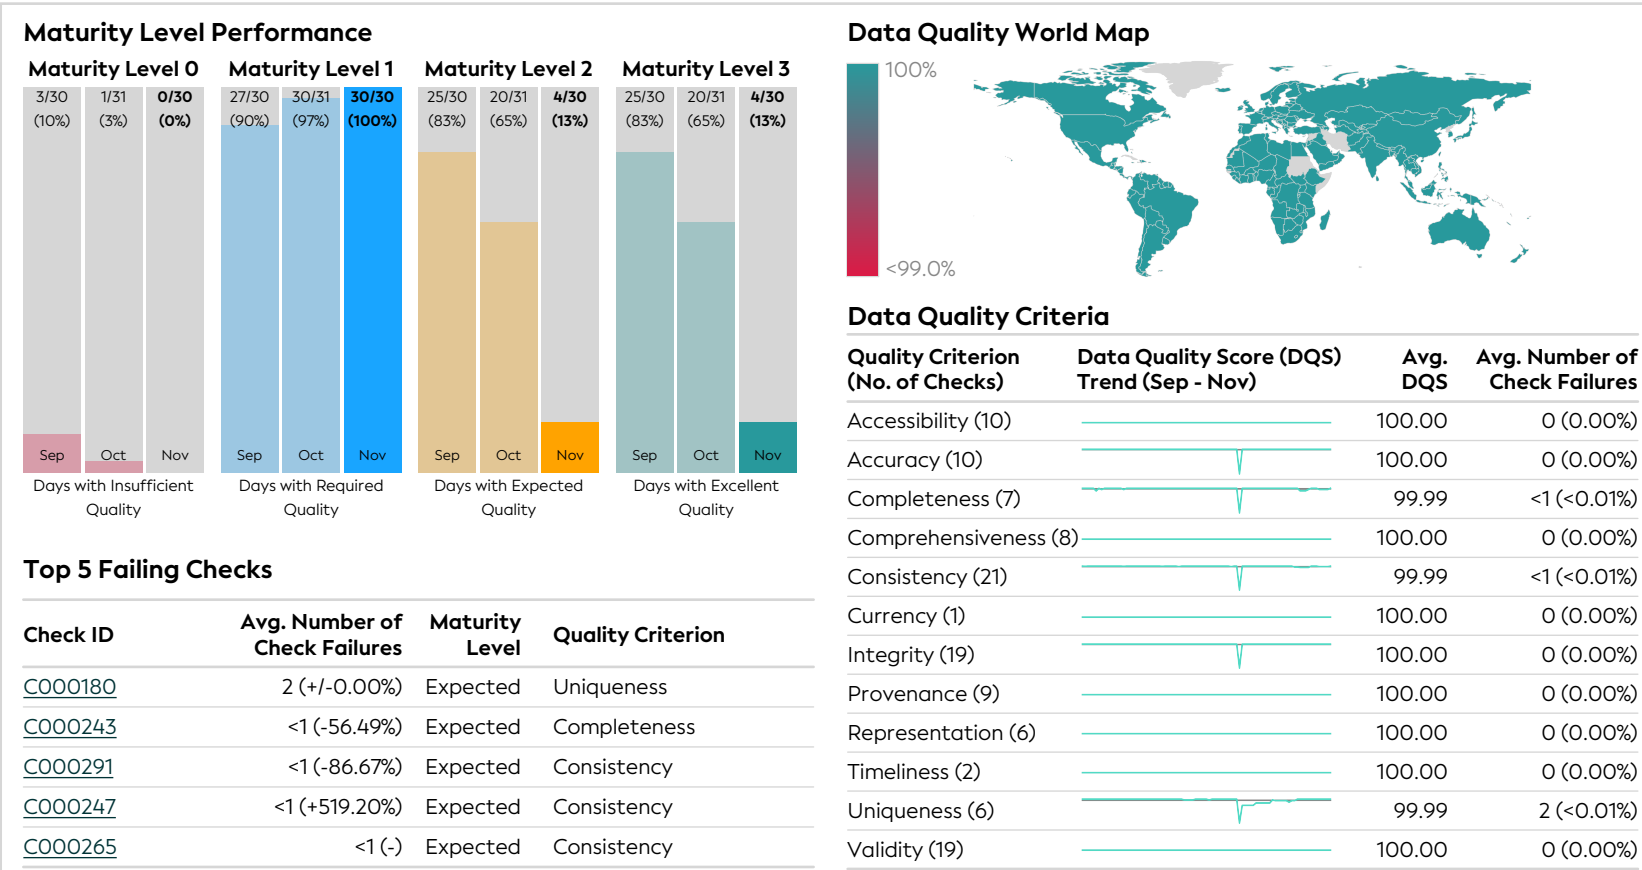 Maturity Level Performance
Maturity Level 0
Maturity Level 1
Maturity Level 2
Maturity Level 3
3/30 1/31 0/30
(10%) (3%) (0%)
27/30 30/31 30/30
(90%) (97%) (100%)
25/30 20/31 4/30
(83%) (65%) (13%)
25/30 20/31 4/30
(83%) (65%) (13%)
Sep Oct Nov
Sep Oct Nov
Sep Oct Nov
Sep Oct Nov
Days with Insufficient
Quality
Days with Required
Quality
Days with Expected
Quality
Days with Excellent
Quality
Top 5 Failing Checks
Check ID
Avg. Number of
Check Failures
Maturity
Level
Quality Criterion
C000180 2 (+/-0.00%) Expected Uniqueness
C000243 <1 (-56.49%) Expected Completeness
C000291 <1 (-86.67%) Expected Consistency
C000247 <1 (+519.20%) Expected Consistency
C000265 <1 (-) Expected Consistency
Data Quality World Map
100%
<99.0%
Data Quality Criteria
Quality Criterion
(No. of Checks)
Data Quality Score (DQS)
Trend (Sep - Nov)
Avg.
DQS
Avg. Number of
Check Failures
Accessibility (10) 100.00 0 (0.00%)
Accuracy (10) 100.00 0 (0.00%)
Completeness (7) 99.99 <1 (<0.01%)
Comprehensiveness (8) 100.00 0 (0.00%)
Consistency (21) 99.99 <1 (<0.01%)
Currency (1) 100.00 0 (0.00%)
Integrity (19) 100.00 0 (0.00%)
Provenance (9) 100.00 0 (0.00%)
Representation (6) 100.00 0 (0.00%)
Timeliness (2) 100.00 0 (0.00%)
Uniqueness (6) 99.99 2 (<0.01%)
Validity (19) 100.00 0 (0.00%)